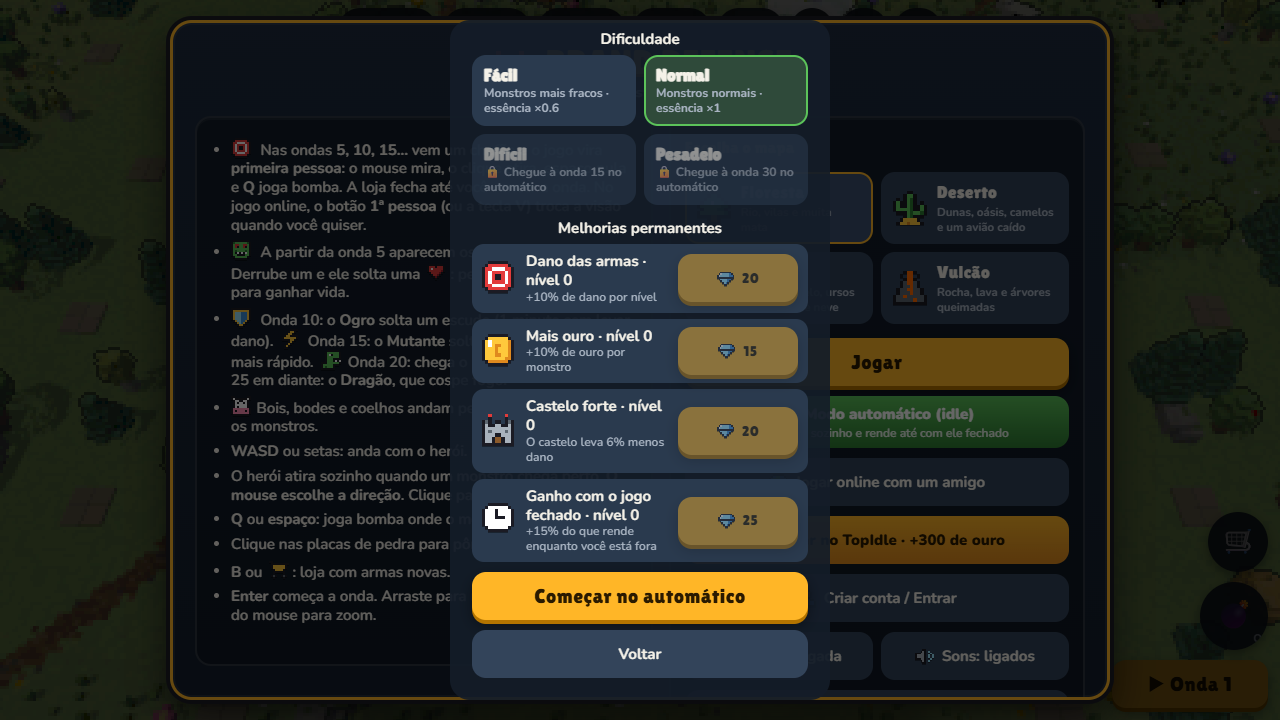 Dificuldade
Fácil
Monstros mais fracos ·
essência ×0.6
Normal
Monstros normais ·
essência ×1
Difícil
Chegue à onda 15 no
automático
Pesadelo
Chegue à onda 30 no
automático
Melhorias permanentes
Dano das armas ·
nível 0
+10% de dano por nível
20
Mais ouro · nível 0
+10% de ouro por
monstro
15
Castelo forte · nível
0
O castelo leva 6% menos
dano
20
Ganho com o jogo
fechado · nível 0
+15% do que rende
enquanto você está fora
25
Começar no automático
Voltar
Nas ondas 5, 10, 15... vem
primeira pessoa: o mouse mira,
e Q joga bomba. A loja fecha até
jogo online, o botão 1ª pessoa
quando você quiser.
A partir da onda 5 aparecem
Derrube um e ele solta uma
para ganhar vida.
Onda 10: o Ogro solta um
dano). Onda 15: o Mutante
mais rápido. Onda 20:
25 em diante: o Dragão, que
Bois, bodes e coelhos andam
os monstros.
WASD ou setas: anda com o
O herói atira sozinho quando um
mouse escolhe a direção. Clique
Q ou espaço: joga bomba onde
Clique nas placas de pedra para
B ou : loja com armas novas.
Enter começa a onda. Arraste
do mouse para zoom.
Deserto
Dunas, oásis, camelos
e um avião caído
Vulcão
Rocha, lava e árvores
queimadas
Jogar
automático (idle)
e rende até com ele fechado
online com um amigo
TopIdle · +300 de ouro
Criar conta / Entrar
Sons: ligados
▶ Onda 1